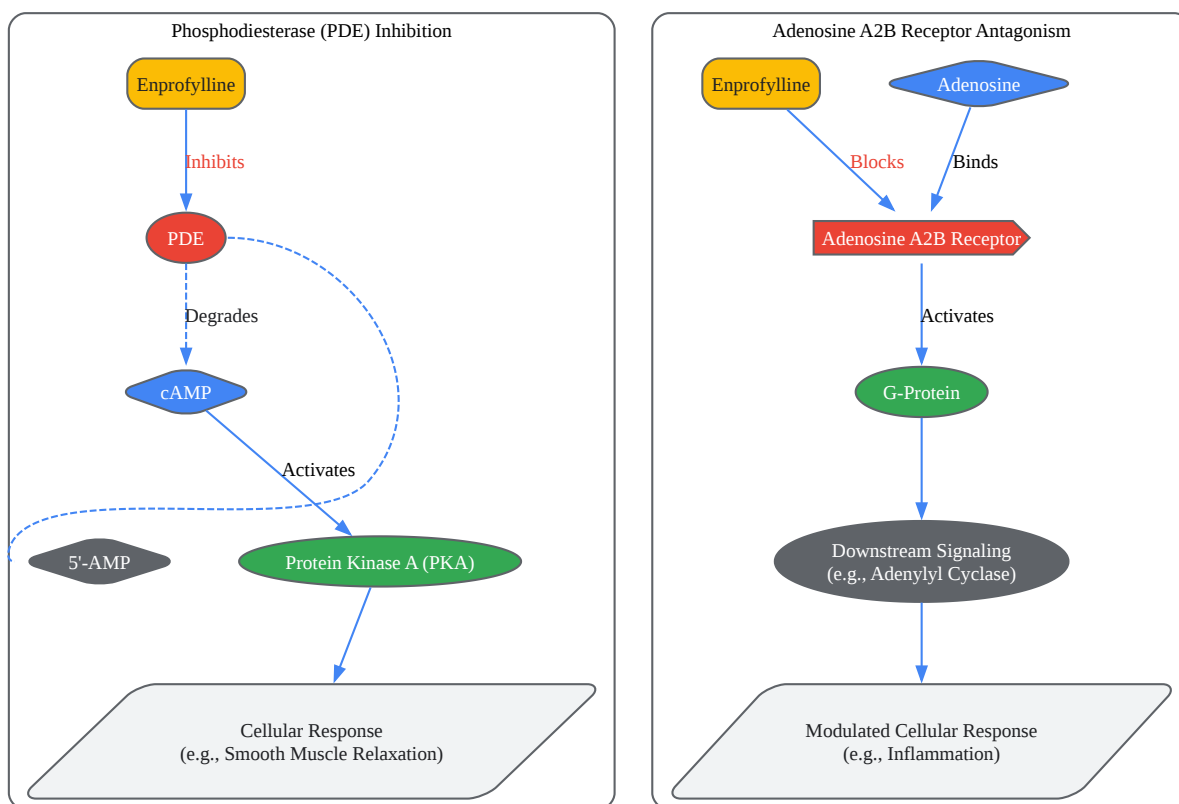 Phosphodiesterase (PDE) Inhibition
Enprofylline
Inhibits
PDE
Degrades
cAMP
Activates
5'-AMP
Protein Kinase A (PKA)
Cellular Response
(e.g., Smooth Muscle Relaxation)
Adenosine A2B Receptor Antagonism
Enprofylline
Adenosine
Blocks
Binds
Adenosine A2B Receptor
Activates
G-Protein
Downstream Signaling
(e.g., Adenylyl Cyclase)
Modulated Cellular Response
(e.g., Inflammation)